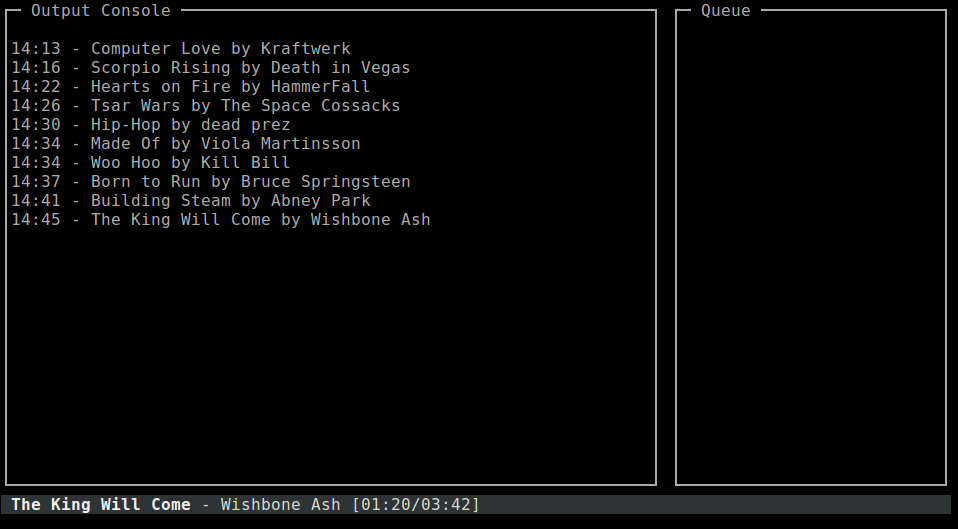 Output Console
Queue
14:13 - Computer Love by Kraftwerk
14:16 - Scorpio Rising by Death in Vegas
14:22 - Hearts on Fire by HammerFall
14:26 - Tsar Wars by The Space Cossacks
14:30 - Hip-Hop by dead prez
14:34 - Made Of by Viola Martinsson
14:34 - Woo Hoo by Kill Bill
14:37 - Born to Run by Bruce Springsteen
14:41 - Building Steam by Abney Park
14:45 - The King Will Come by Wishbone Ash
The King Will Come - Wishbone Ash [01:20/03:42]